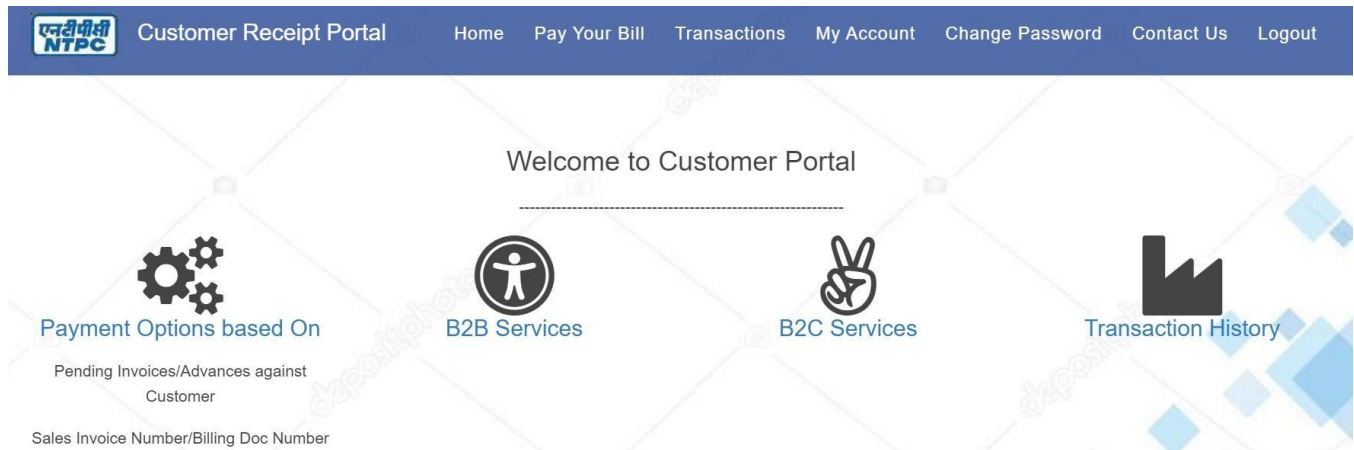 एनटीपीसी
NTPC
Customer Receipt Portal
Home Pay Your Bill Transactions My Account Change Password Contact Us Logout
Welcome to Customer Portal
------------------------------------------------------------
Payment Options based On
Pending Invoices/Advances against
Customer
Sales Invoice Number/Billing Doc Number
B2B Services
B2C Services
Transaction History
depositphotos